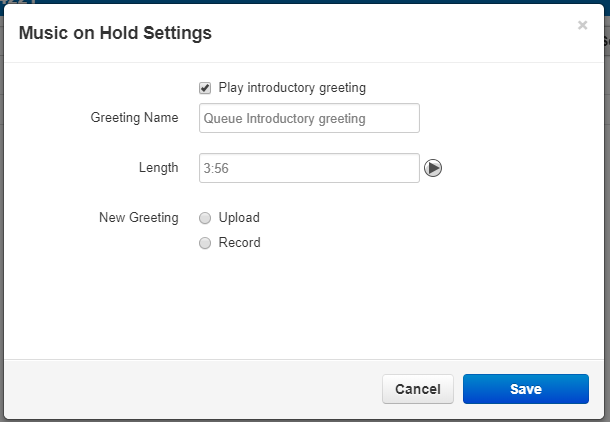 Music on Hold Settings
×
Play introductory greeting
Greeting Name
Queue Introductory greeting
Length
3:56
New Greeting
Upload
Record
Cancel
Save